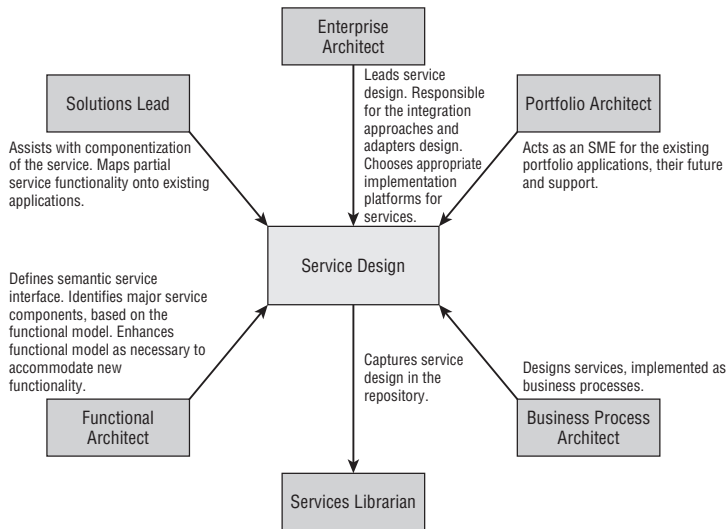 Enterprise
Architect
Solutions Lead
Portfolio Architect
Leads service
design. Responsible
for the integration
approaches and
adapters design.
Chooses appropriate
implementation
platforms for
services.
Assists with componentization
of the service. Maps partial
service functionality onto existing
applications.
Acts as an SME for the existing
portfolio applications, their future
and support.
Service Design
Defines semantic service
interface. Identifies major service
components, based on the
functional model. Enhances
functional model as necessary to
accommodate new
functionality.
Captures service
design in the
repository.
Designs services, implemented as
business processes.
Functional
Architect
Business Process
Architect
Services Librarian